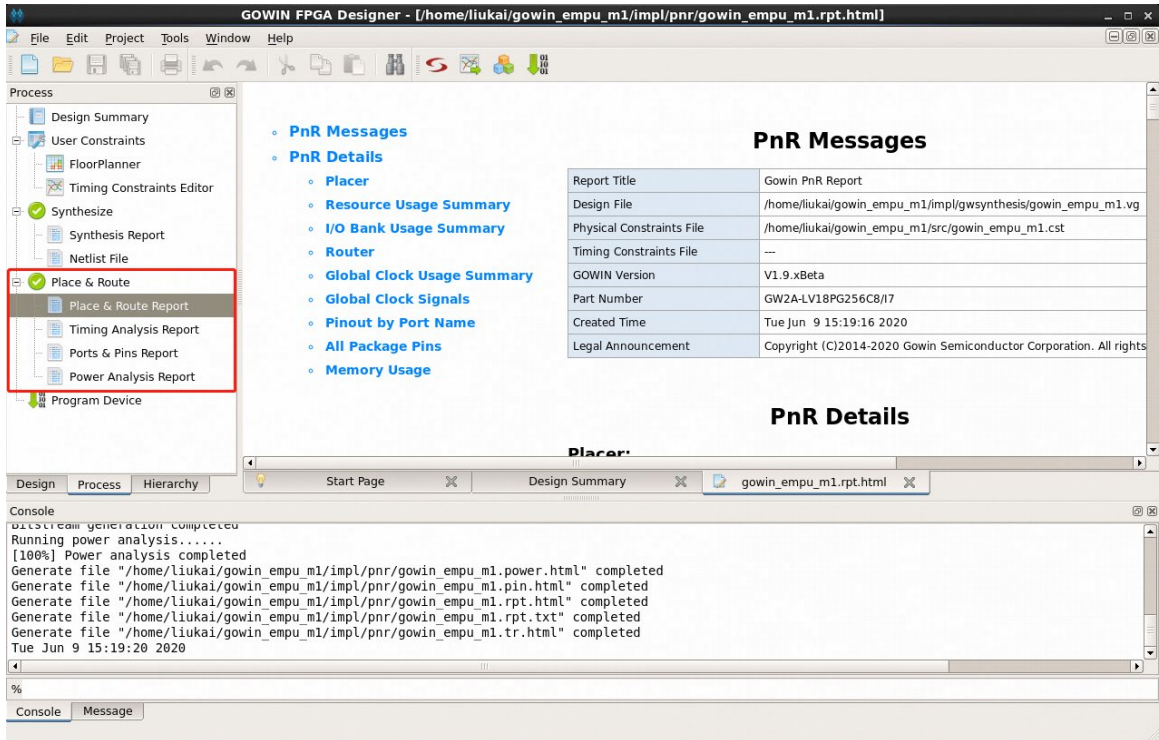 GOWIN FPGA Designer - [/home/liukai/gowin_empu_m1/impl/pnr/gowin_empu_m1.rpt.html]
File Edit Project Tools Window Help
Process
Design Summary
User Constraints
FloorPlanner
Timing Constraints Editor
Synthesize
Synthesis Report
Netlist File
Place & Route
Place & Route Report
Timing Analysis Report
Ports & Pins Report
Power Analysis Report
Program Device
Design Process Hierarchy
PnR Messages
PnR Details
Placer
Resource Usage Summary
I/O Bank Usage Summary
Router
Global Clock Usage Summary
Global Clock Signals
Pinout by Port Name
All Package Pins
Memory Usage
PnR Messages
Report Title Gowin PnR Report
Design File /home/liukai/gowin_empu_m1/impl/gwsynthesis/gowin_empu_m1.vg
Physical Constraints File /home/liukai/gowin_empu_m1/src/gowin_empu_m1.cst
Timing Constraints File ---
GOWIN Version V1.9.xBeta
Part Number GW2A-LV18PG256C8/I7
Created Time Tue Jun 9 15:19:16 2020
Legal Announcement Copyright (C)2014-2020 Gowin Semiconductor Corporation. All rights
PnR Details
Placer:
Start Page Design Summary gowin_empu_m1.rpt.html
Console
Bitstream generation completed
Running power analysis......
[100%] Power analysis completed
Generate file "/home/liukai/gowin_empu_m1/impl/pnr/gowin_empu_m1.power.html" completed
Generate file "/home/liukai/gowin_empu_m1/impl/pnr/gowin_empu_m1.pin.html" completed
Generate file "/home/liukai/gowin_empu_m1/impl/pnr/gowin_empu_m1.rpt.html" completed
Generate file "/home/liukai/gowin_empu_m1/impl/pnr/gowin_empu_m1.rpt.txt" completed
Generate file "/home/liukai/gowin_empu_m1/impl/pnr/gowin_empu_m1.tr.html" completed
Tue Jun 9 15:19:20 2020
%
Console Message